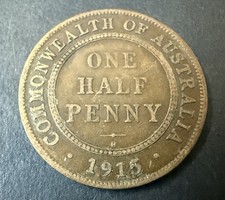 COMMONWEALTH OF AUSTRALIA
ONE
HALF
PENNY
H
1915